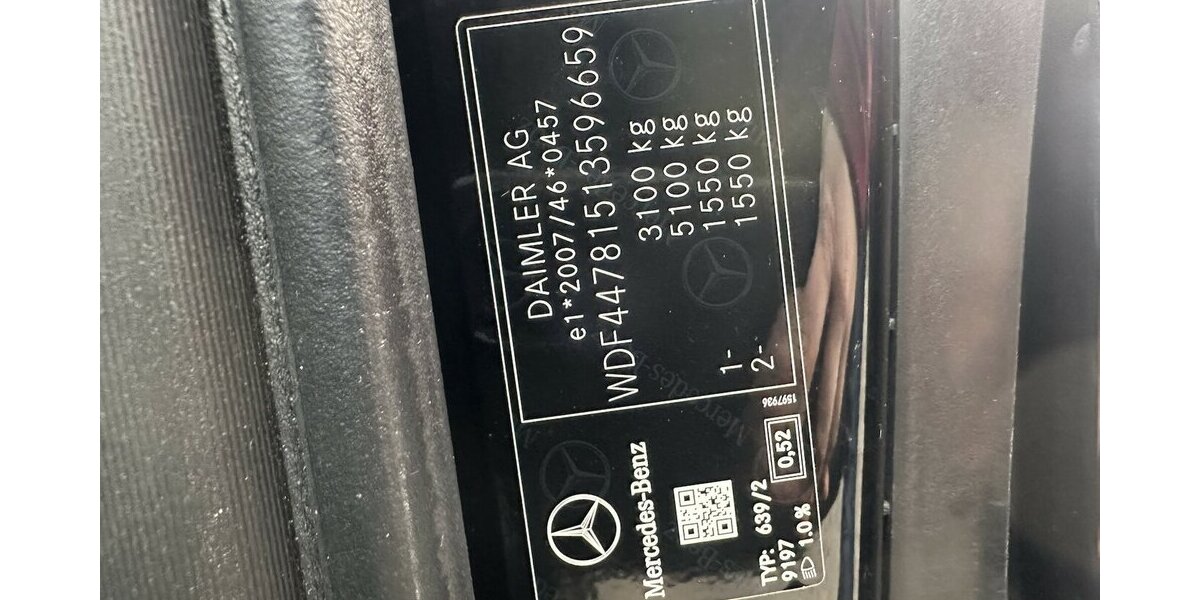 DAIMLER AG
e1*2007/46*0457
WDF44781513596659
3100 kg
5100 kg
1- 1550 kg
2- 1550 kg
Mercedes-Benz
TYP: 639/2
9197
1.0 %
0,52
1597936